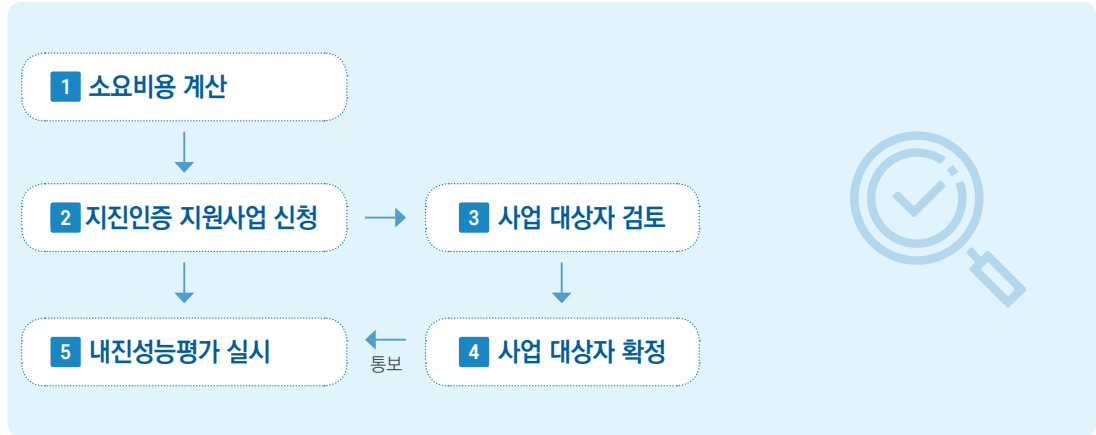 1 소요비용 계산
2 지진인증 지원사업 신청
3 사업 대상자 검토
5 내진성능평가 실시
통보
4 사업 대상자 확정